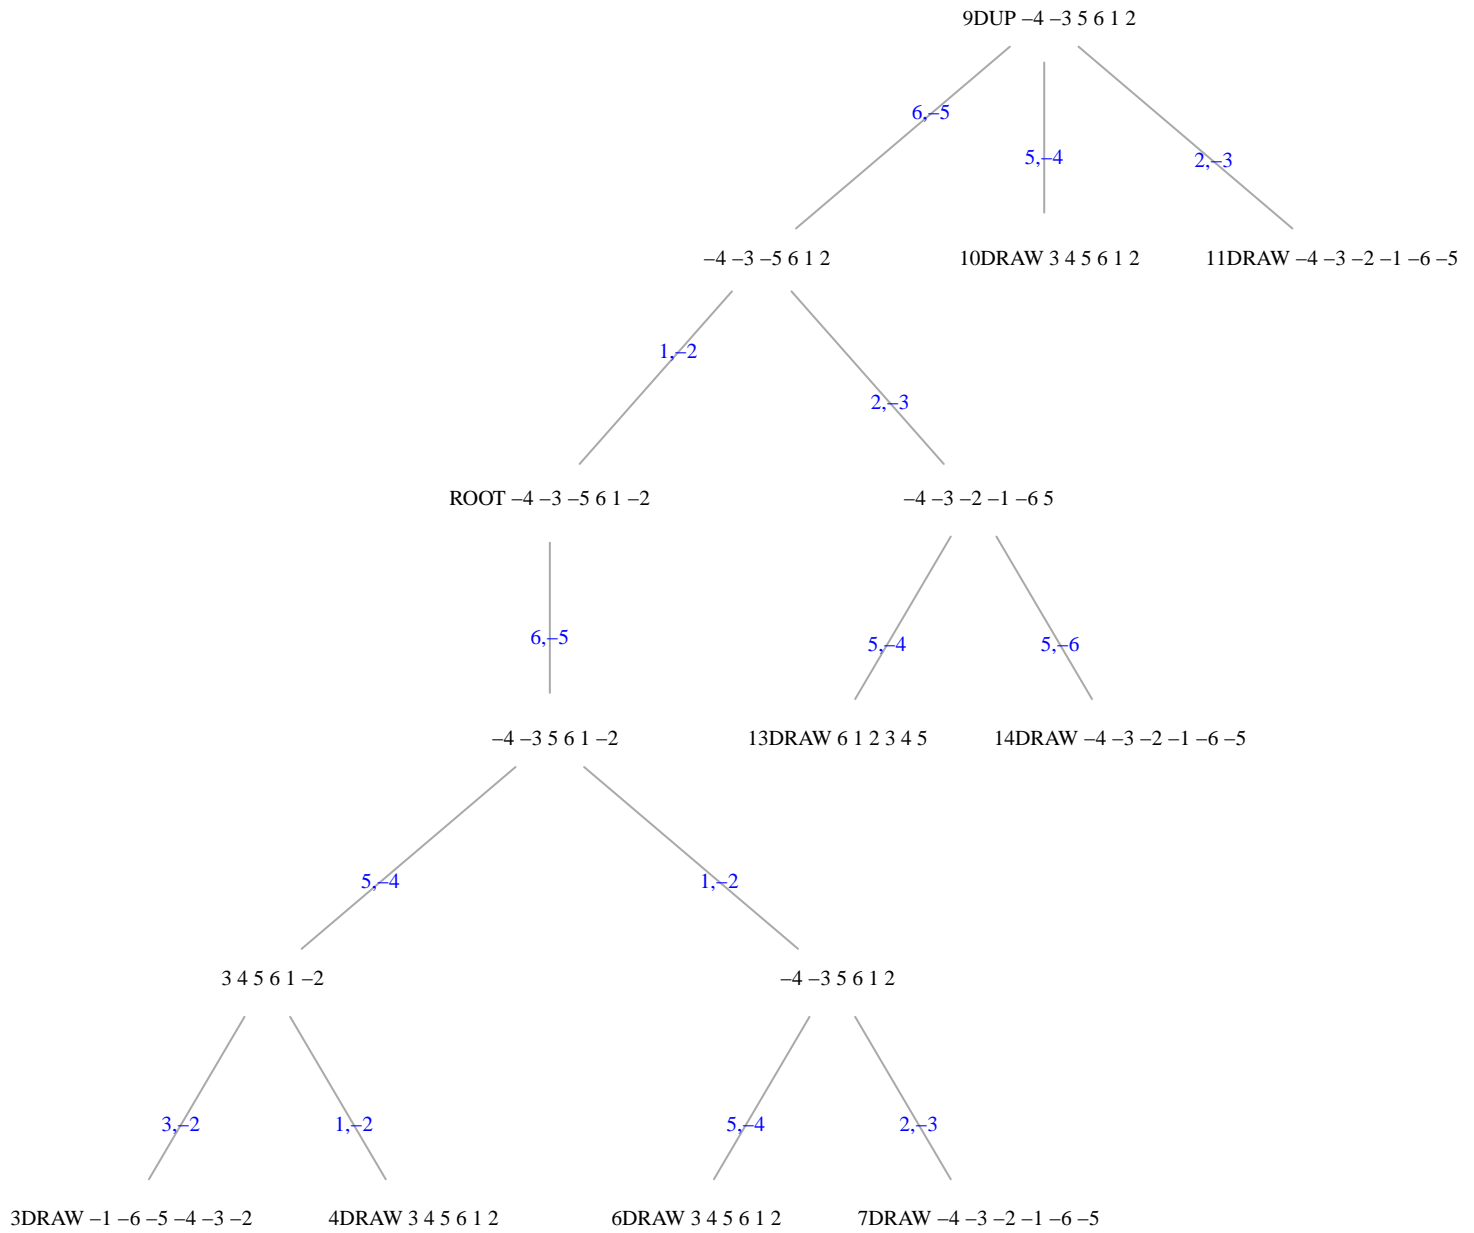 9DUP –4 –3 5 6 1 2
6,–5
5,–4
2,–3
–4 –3 –5 6 1 2
10DRAW 3 4 5 6 1 2
11DRAW –4 –3 –2 –1 –6 –5
1,–2
2,–3
ROOT –4 –3 –5 6 1 –2
–4 –3 –2 –1 –6 5
6,–5
5,–4
5,–6
–4 –3 5 6 1 –2
13DRAW 6 1 2 3 4 5
14DRAW –4 –3 –2 –1 –6 –5
5,–4
1,–2
3 4 5 6 1 –2
–4 –3 5 6 1 2
3,–2
1,–2
5,–4
2,–3
3DRAW –1 –6 –5 –4 –3 –2
4DRAW 3 4 5 6 1 2
6DRAW 3 4 5 6 1 2
7DRAW –4 –3 –2 –1 –6 –5